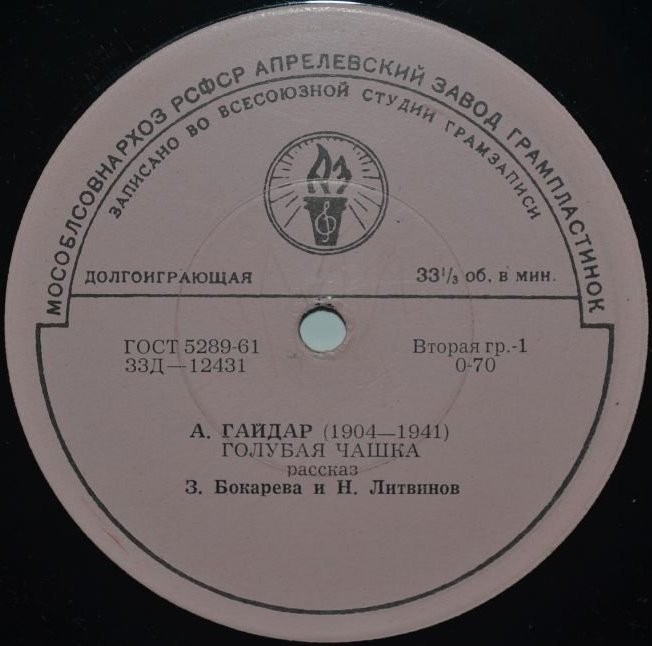 МОСОБЛСОВНАРХОЗ РСФСР АПРЕЛЕВСКИЙ ЗАВОД ГРАМПЛАСТИНОК
ЗАПИСАНО ВО ВСЕСОЮЗНОЙ СТУДИИ ГРАМЗАПИСИ
ДОЛГОИГРАЮЩАЯ 33⅓ об. в мин.
ГОСТ 5289-61 Вторая гр.-1
33Д—12431 0-70
А. ГАЙДАР (1904—1941)
ГОЛУБАЯ ЧАШКА
рассказ
З. Бокарева и Н. Литвинов